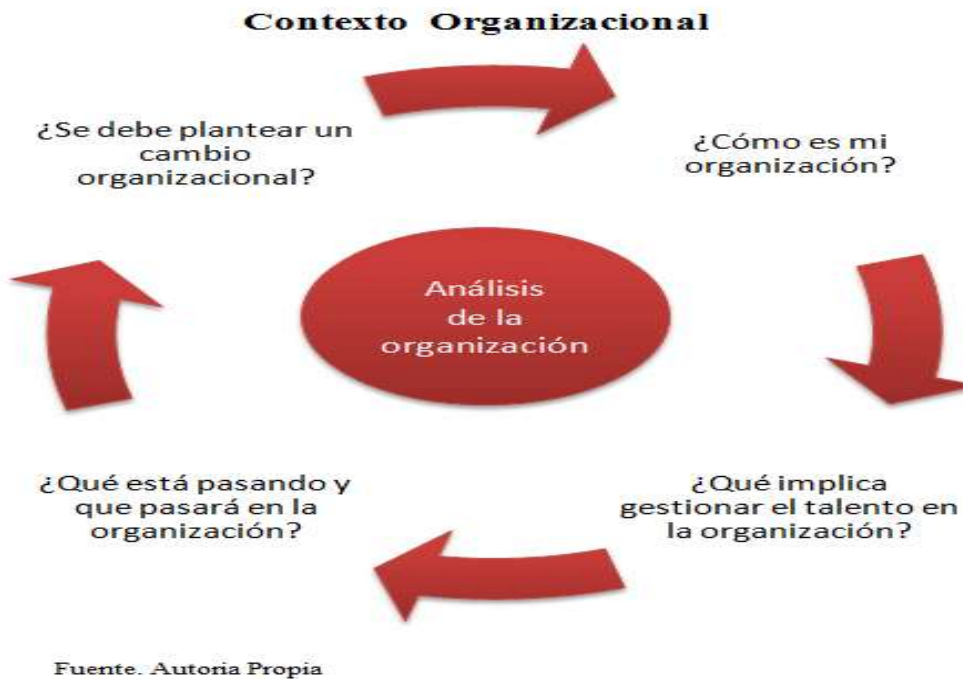 Contexto Organizacional
¿Se debe plantear un
cambio
organizacional?
¿Cómo es mi
organización?
Análisis
de la
organización
¿Qué está pasando y
que pasará en la
organización?
¿Qué implica
gestionar el talento en
la organización?
Fuente. Autoria Propia